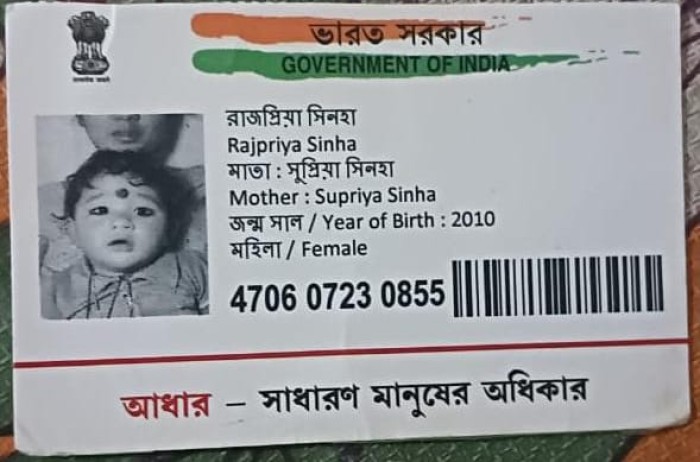 ভারত সরকার
GOVERNMENT OF INDIA
রাজপ্রিয়া সিনহা
Rajpriya Sinha
মাতা : সুপ্রিয়া সিনহা
Mother : Supriya Sinha
জন্ম সাল / Year of Birth : 2010
মহিলা / Female
4706 0723 0855
আধার – সাধারণ মানুষের অধিকার